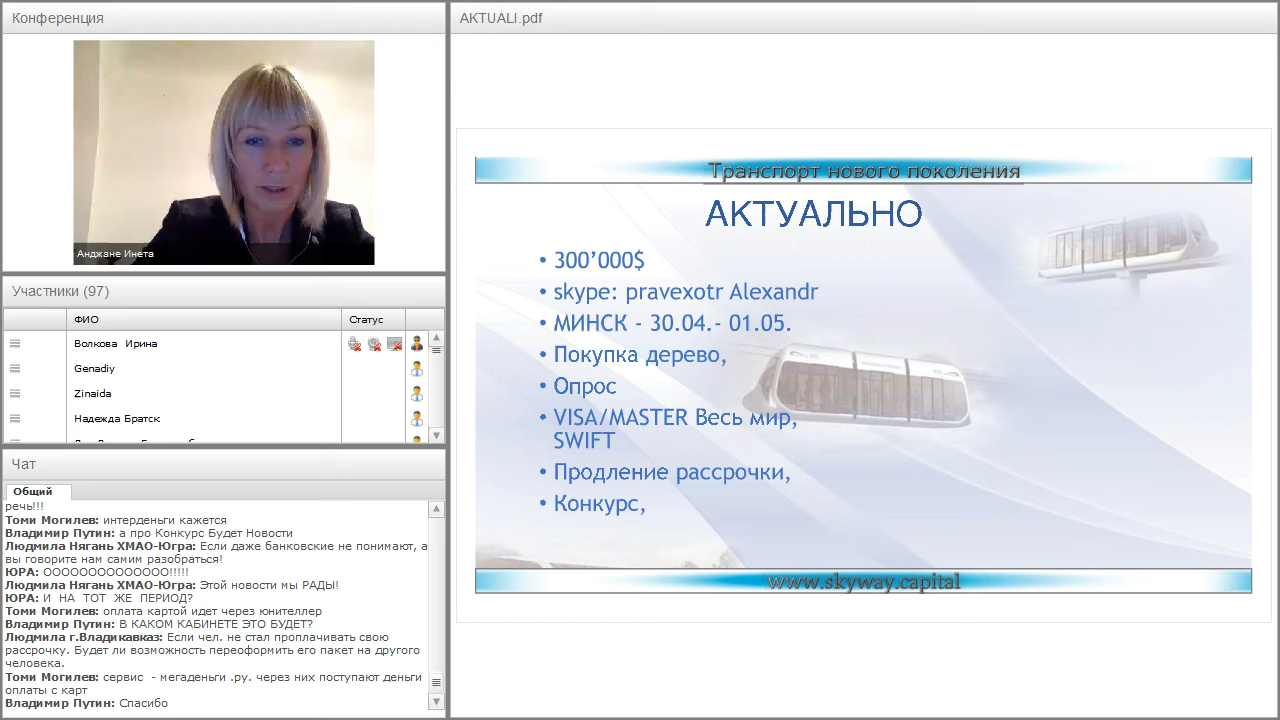 Конференция
Анджане Инета
Участники (97)
ФИО
Статус
Волкова Ирина
Genadiy
Zinaida
Надежда Братск
Чат
Общий
речь!!!
Томи Могилев: интерденьги кажется
Владимир Путин: а про Конкурс Будет Новости
Людмила Нягань ХМАО-Югра: Если даже банковские не понимают, а
вы говорите нам самим разобраться!
ЮРА: ОООООООООООООО!!!!!
Людмила Нягань ХМАО-Югра: Этой новости мы РАДЫ!
ЮРА: И НА ТОТ ЖЕ ПЕРИОД?
Томи Могилев: оплата картой идет через юнителлер
Владимир Путин: В КАКОМ КАБИНЕТЕ ЭТО БУДЕТ?
Людмила г.Владикавказ: Если чел. не стал проплачивать свою
рассрочку. Будет ли возможность переоформить его пакет на другого
человека.
Томи Могилев: сервис - мегаденьги .ру. через них поступают деньги
оплаты с карт
Владимир Путин: Спасибо
AKTUALI.pdf
Транспорт нового поколения
АКТУАЛЬНО
• 300’000$
• skype: pravexotr Alexandr
• МИНСК - 30.04.- 01.05.
• Покупка дерево,
• Опрос
• VISA/MASTER Весь мир,
SWIFT
• Продление рассрочки,
• Конкурс,
www.skyway.capital